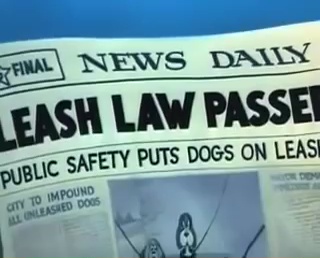 FINAL
NEWS DAILY
LEASH LAW PASSE
PUBLIC SAFETY PUTS DOGS ON LEAS
CITY TO IMPOUND
ALL UNLEASHED DOGS